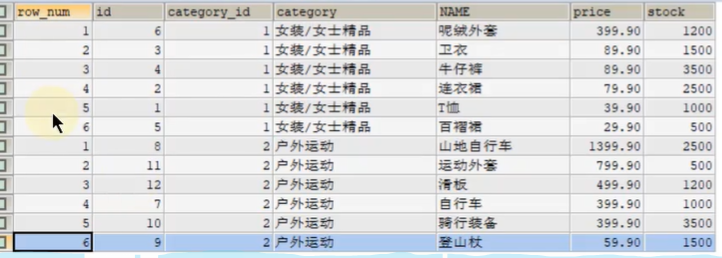 row_num id category_id category NAME price stock
1 6 1 女装/女士精品 呢绒外套 399.90 1200
2 3 1 女装/女士精品 卫衣 89.90 1500
3 4 1 女装/女士精品 牛仔裤 89.90 3500
4 2 1 女装/女士精品 连衣裙 79.90 2500
5 1 1 女装/女士精品 T恤 39.90 1000
6 5 1 女装/女士精品 百褶裙 29.90 500
1 8 2 户外运动 山地自行车 1399.90 2500
2 11 2 户外运动 运动外套 799.90 500
3 12 2 户外运动 滑板 499.90 1200
4 7 2 户外运动 自行车 399.90 1000
5 10 2 户外运动 骑行装备 399.90 3500
6 9 2 户外运动 登山杖 59.90 1500